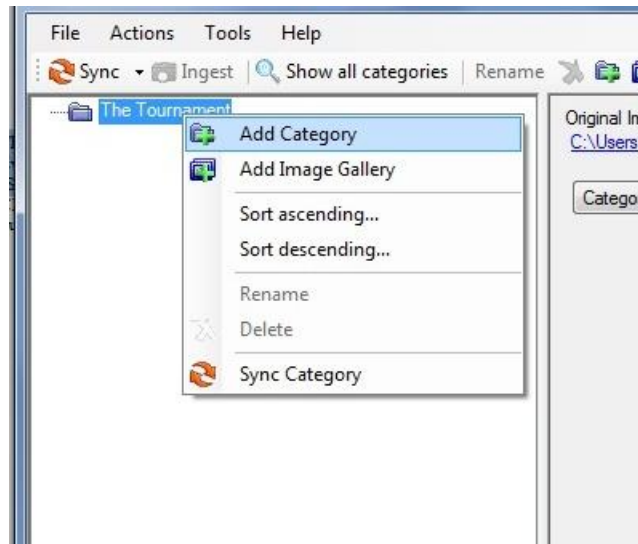 File Actions Tools Help
Sync Ingest Show all categories Rename
The Tournament
Original
C:\Users
Add Category
Add Image Gallery
Sort ascending...
Sort descending...
Rename
Delete
Sync Category